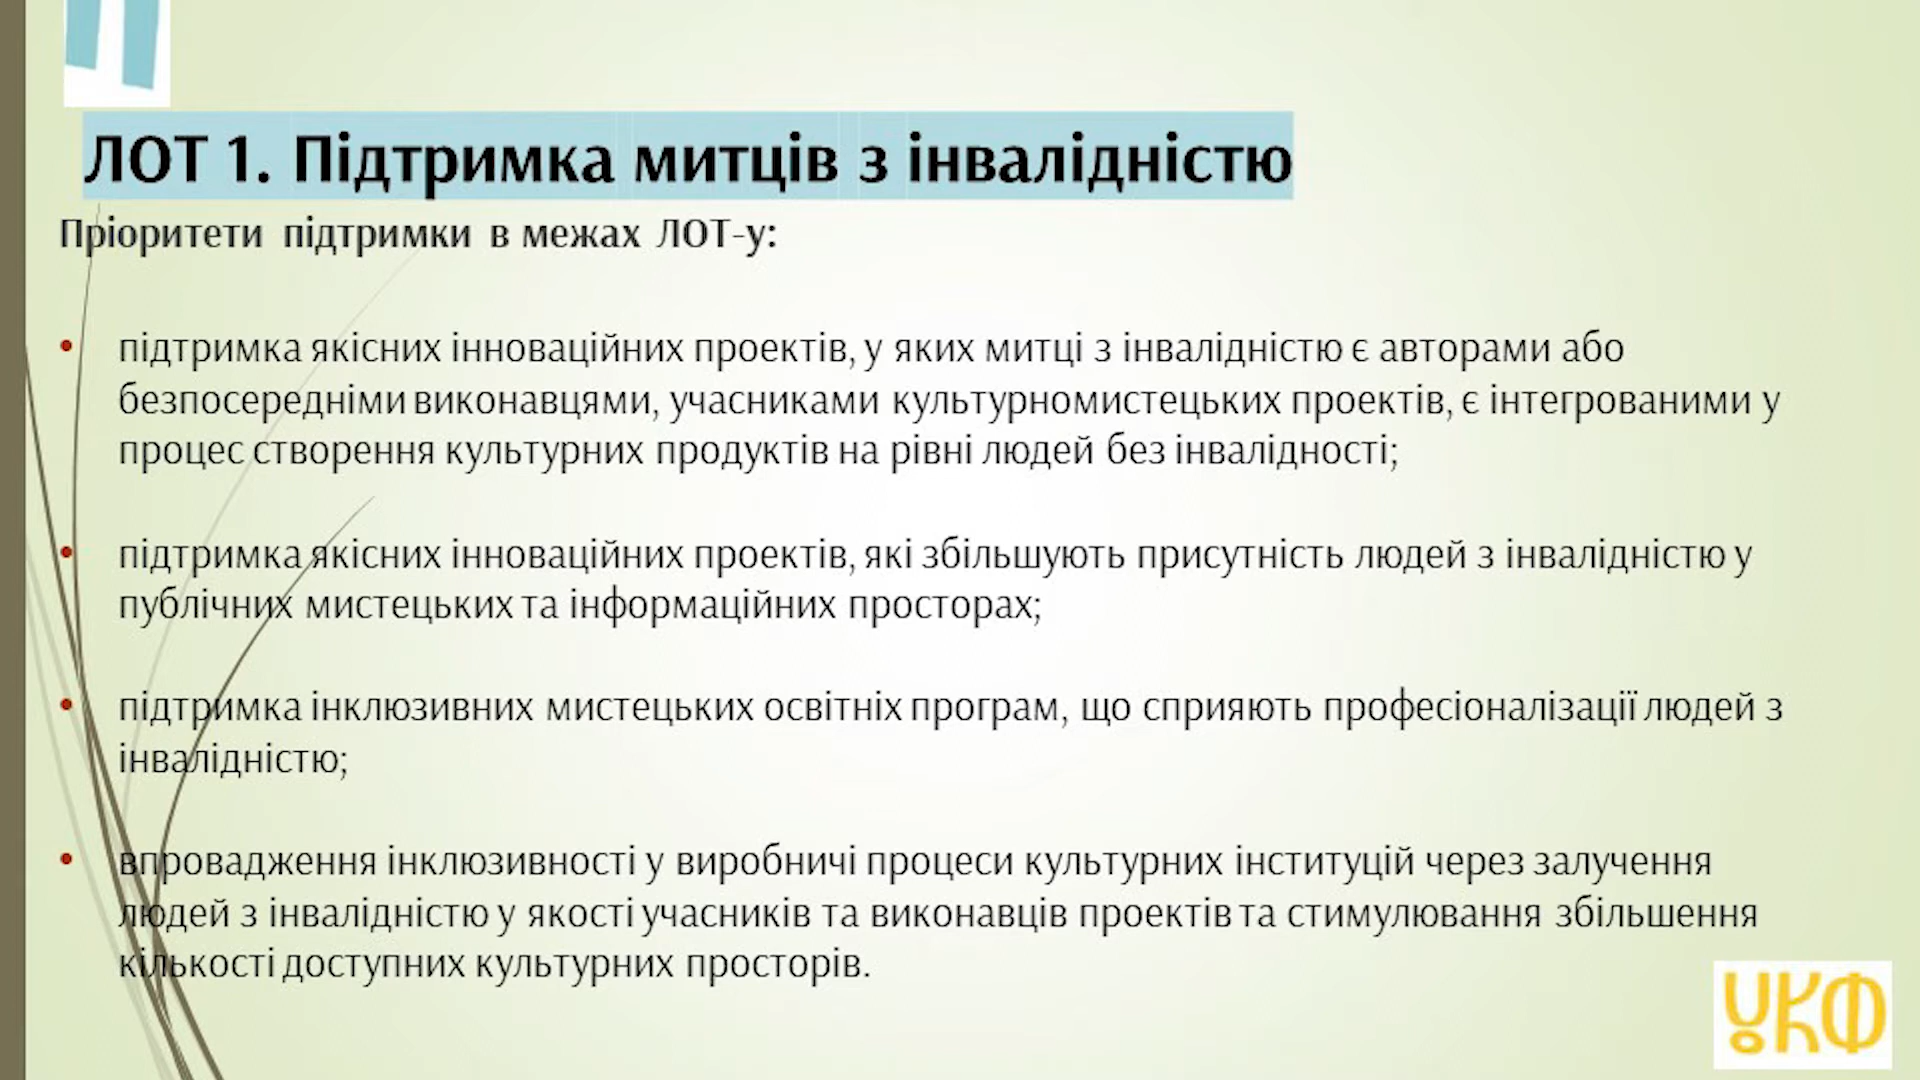 ЛОТ 1. Підтримка митців з інвалідністю
Пріоритети підтримки в межах ЛОТ-у:
• підтримка якісних інноваційних проектів, у яких митці з інвалідністю є авторами або
безпосередніми виконавцями, учасниками культурномистецьких проектів, є інтегрованими у
процес створення культурних продуктів на рівні людей без інвалідності;
• підтримка якісних інноваційних проектів, які збільшують присутність людей з інвалідністю у
публічних мистецьких та інформаційних просторах;
• підтримка інклюзивних мистецьких освітніх програм, що сприяють професіоналізації людей з
інвалідністю;
• впровадження інклюзивності у виробничі процеси культурних інституцій через залучення
людей з інвалідністю у якості учасників та виконавців проектів та стимулювання збільшення
кількості доступних культурних просторів.
УКФ